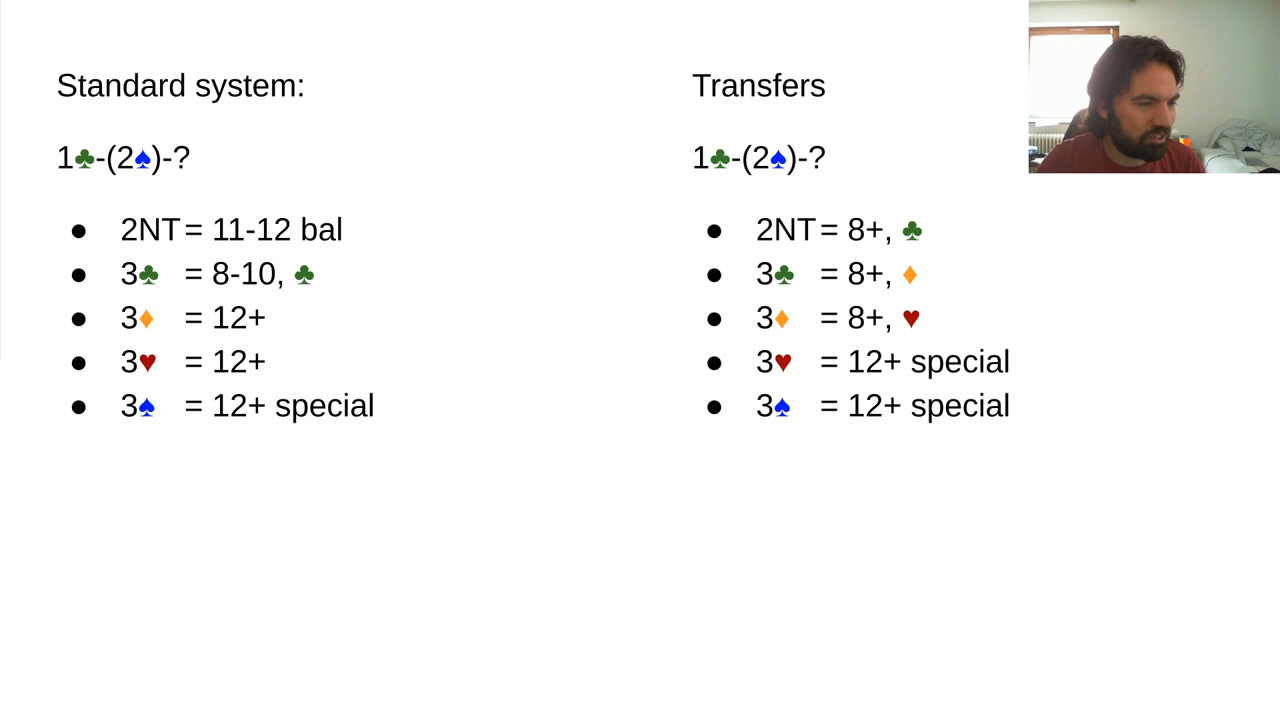 Standard system:
1♣-(2♠)-?
● 2NT = 11-12 bal
● 3♣ = 8-10, ♣
● 3♦ = 12+
● 3♥ = 12+
● 3♠ = 12+ special
Transfers
1♣-(2♠)-?
● 2NT = 8+, ♣
● 3♣ = 8+, ♦
● 3♦ = 8+, ♥
● 3♥ = 12+ special
● 3♠ = 12+ special